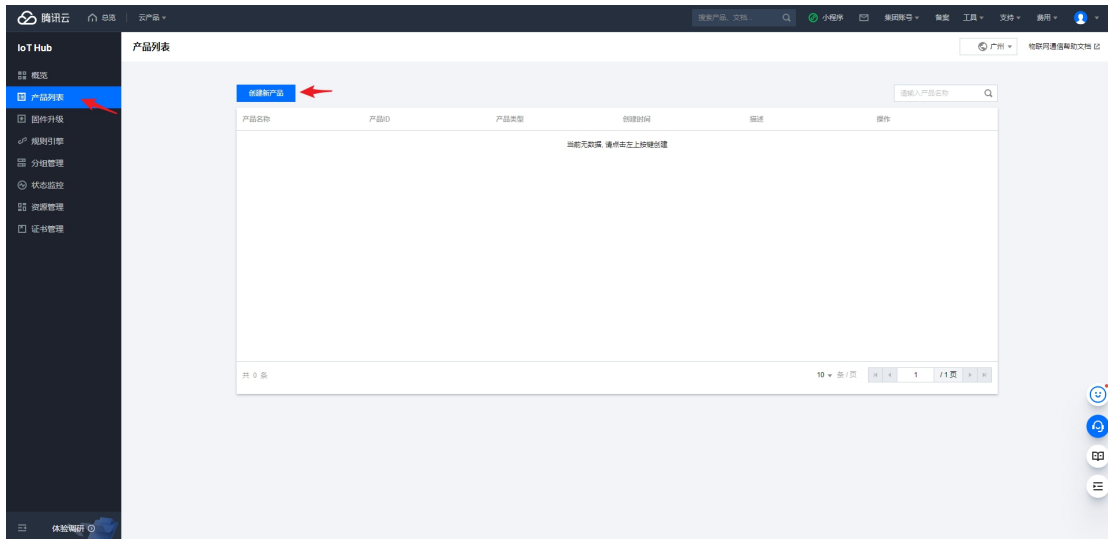 腾讯云 总览 云产品 搜索产品、文档... 小程序 集团账号 备案 工具 支持 费用
IoT Hub
产品列表
广州
物联网通信帮助文档
概览
产品列表
固件升级
规则引擎
分组管理
状态监控
资源管理
证书管理
创建新产品
请输入产品名称
产品名称 产品ID 产品类型 创建时间 描述 操作
当前无数据, 请点击左上按键创建
共 0 条
10 条/页 1 /1页
体验调研